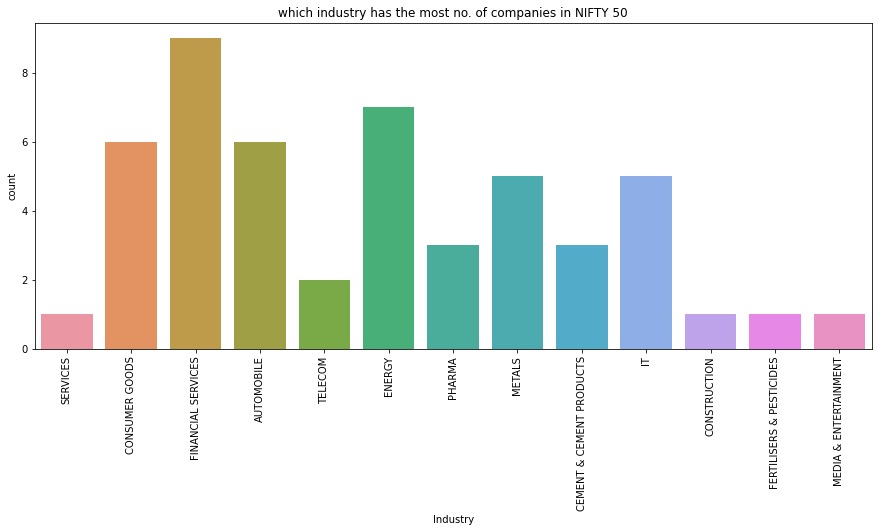 which industry has the most no. of companies in NIFTY 50
count
8
6
4
2
0
SERVICES
CONSUMER GOODS
FINANCIAL SERVICES
AUTOMOBILE
TELECOM
ENERGY
PHARMA
METALS
CEMENT & CEMENT PRODUCTS
IT
CONSTRUCTION
FERTILISERS & PESTICIDES
MEDIA & ENTERTAINMENT
Industry